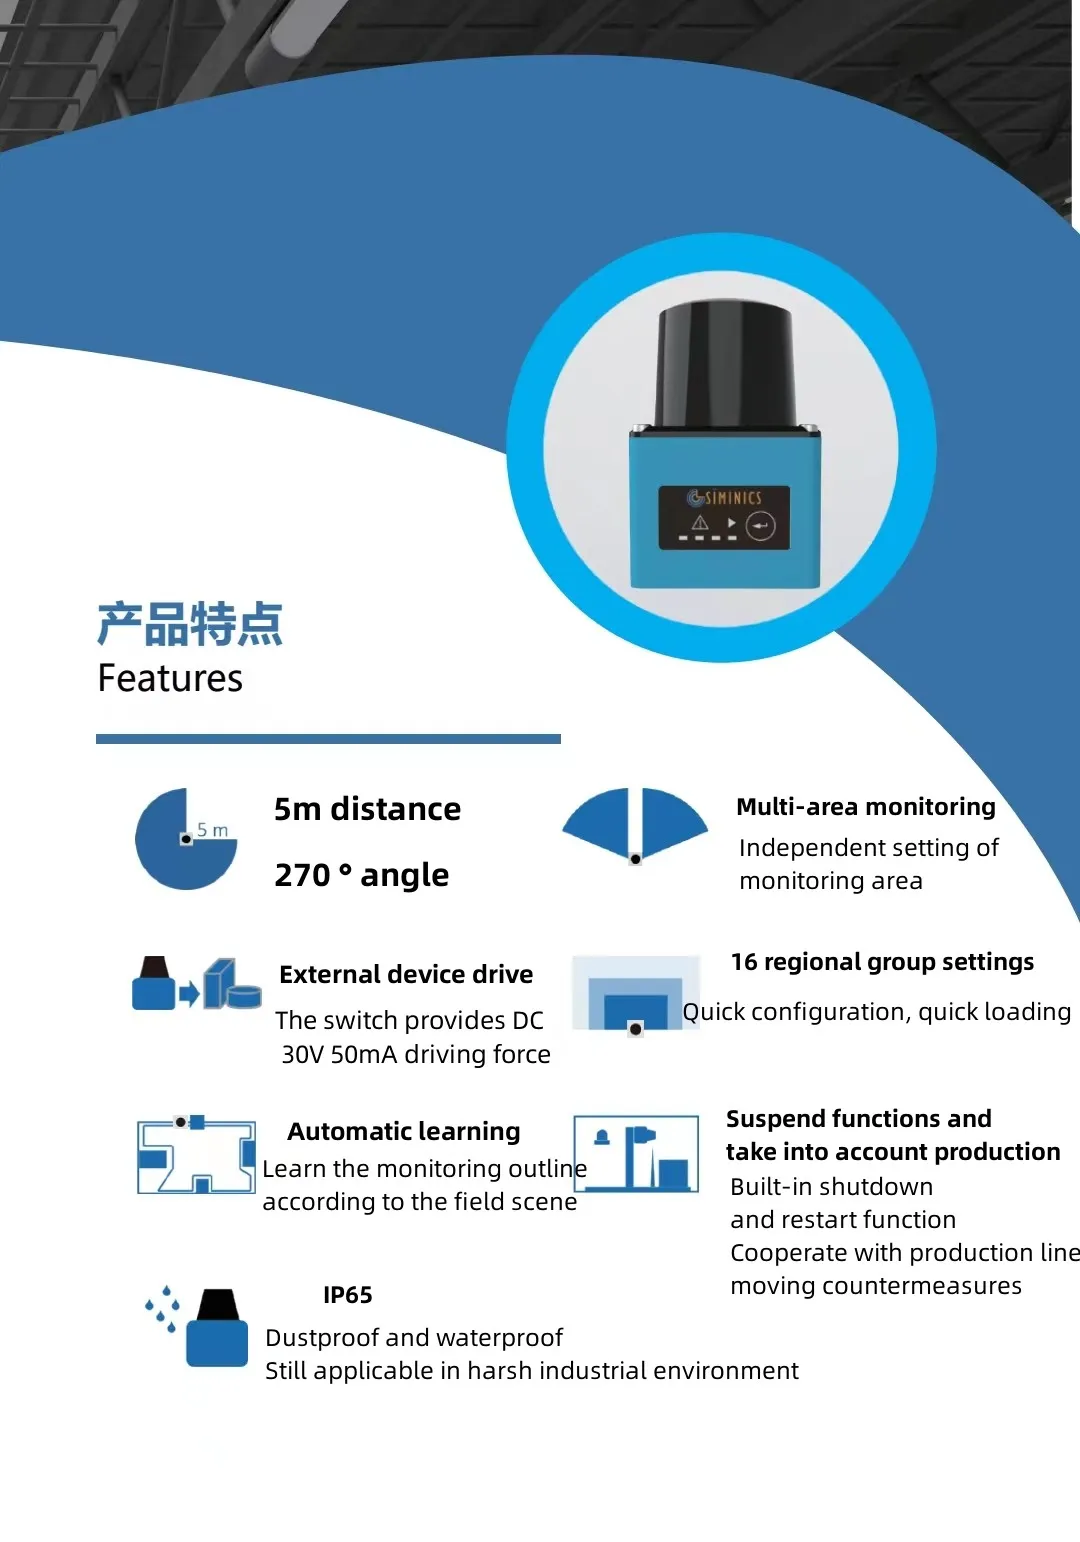 SIMINICS
产品特点
Features
5 m
5m distance
270 ° angle
Multi-area monitoring
Independent setting of
monitoring area
External device drive
The switch provides DC
30V 50mA driving force
16 regional group settings
Quick configuration, quick loading
Automatic learning
Learn the monitoring outline
according to the field scene
Suspend functions and
take into account production
Built-in shutdown
and restart function
Cooperate with production line
moving countermeasures
IP65
Dustproof and waterproof
Still applicable in harsh industrial environment